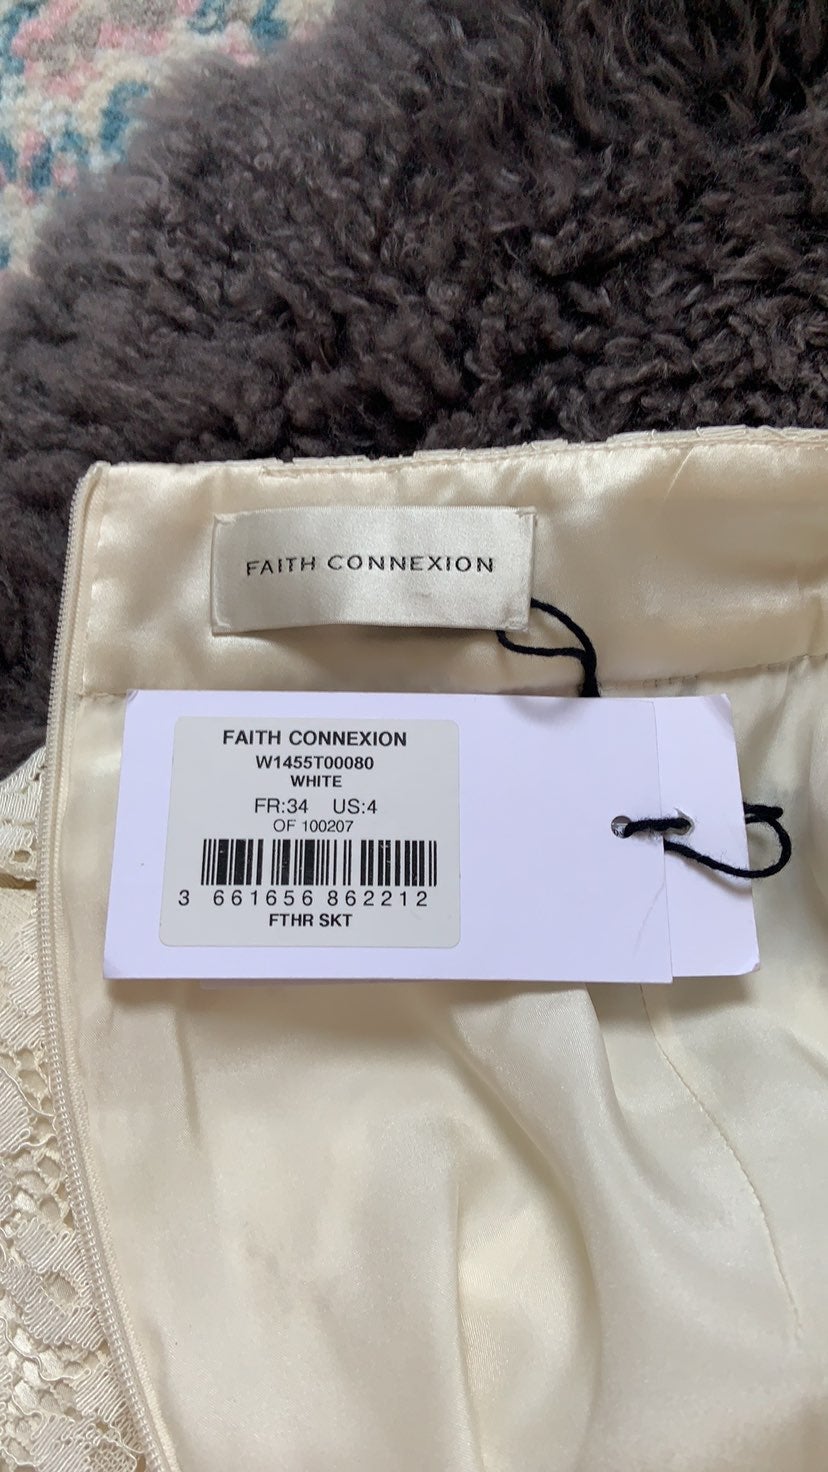 FAITH CONNEXION
FAITH CONNEXION
W1455T00080
WHITE
FR:34 US:4
OF 100207
3 661656 862212
FTHR SKT